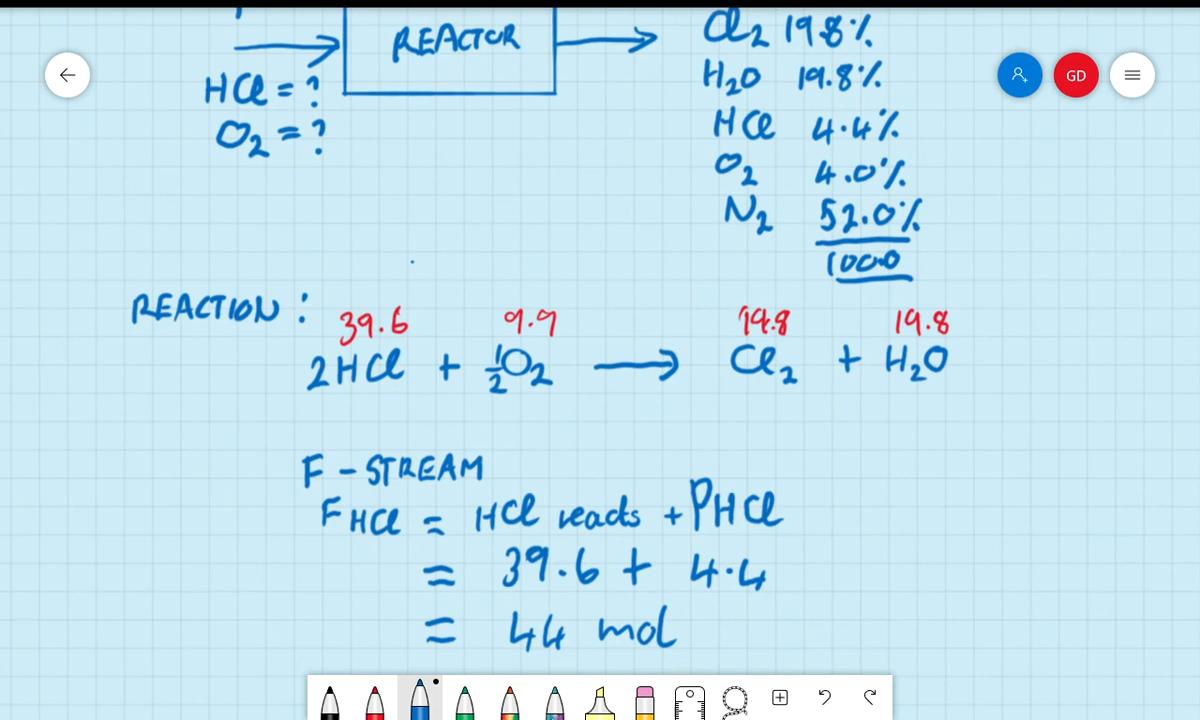 REACTOR
HCl = ?
O2 = ?
Cl2 19.8%
H2O 19.8%
HCl 4.4%
O2 4.0%
N2 52.0%
100.0
REACTION :
39.6 9.9 19.8 19.8
2HCl + ½O2 → Cl2 + H2O
F - STREAM
FHCl = HCl reacts + PHCl
= 39.6 + 4.4
= 44 mol
GD